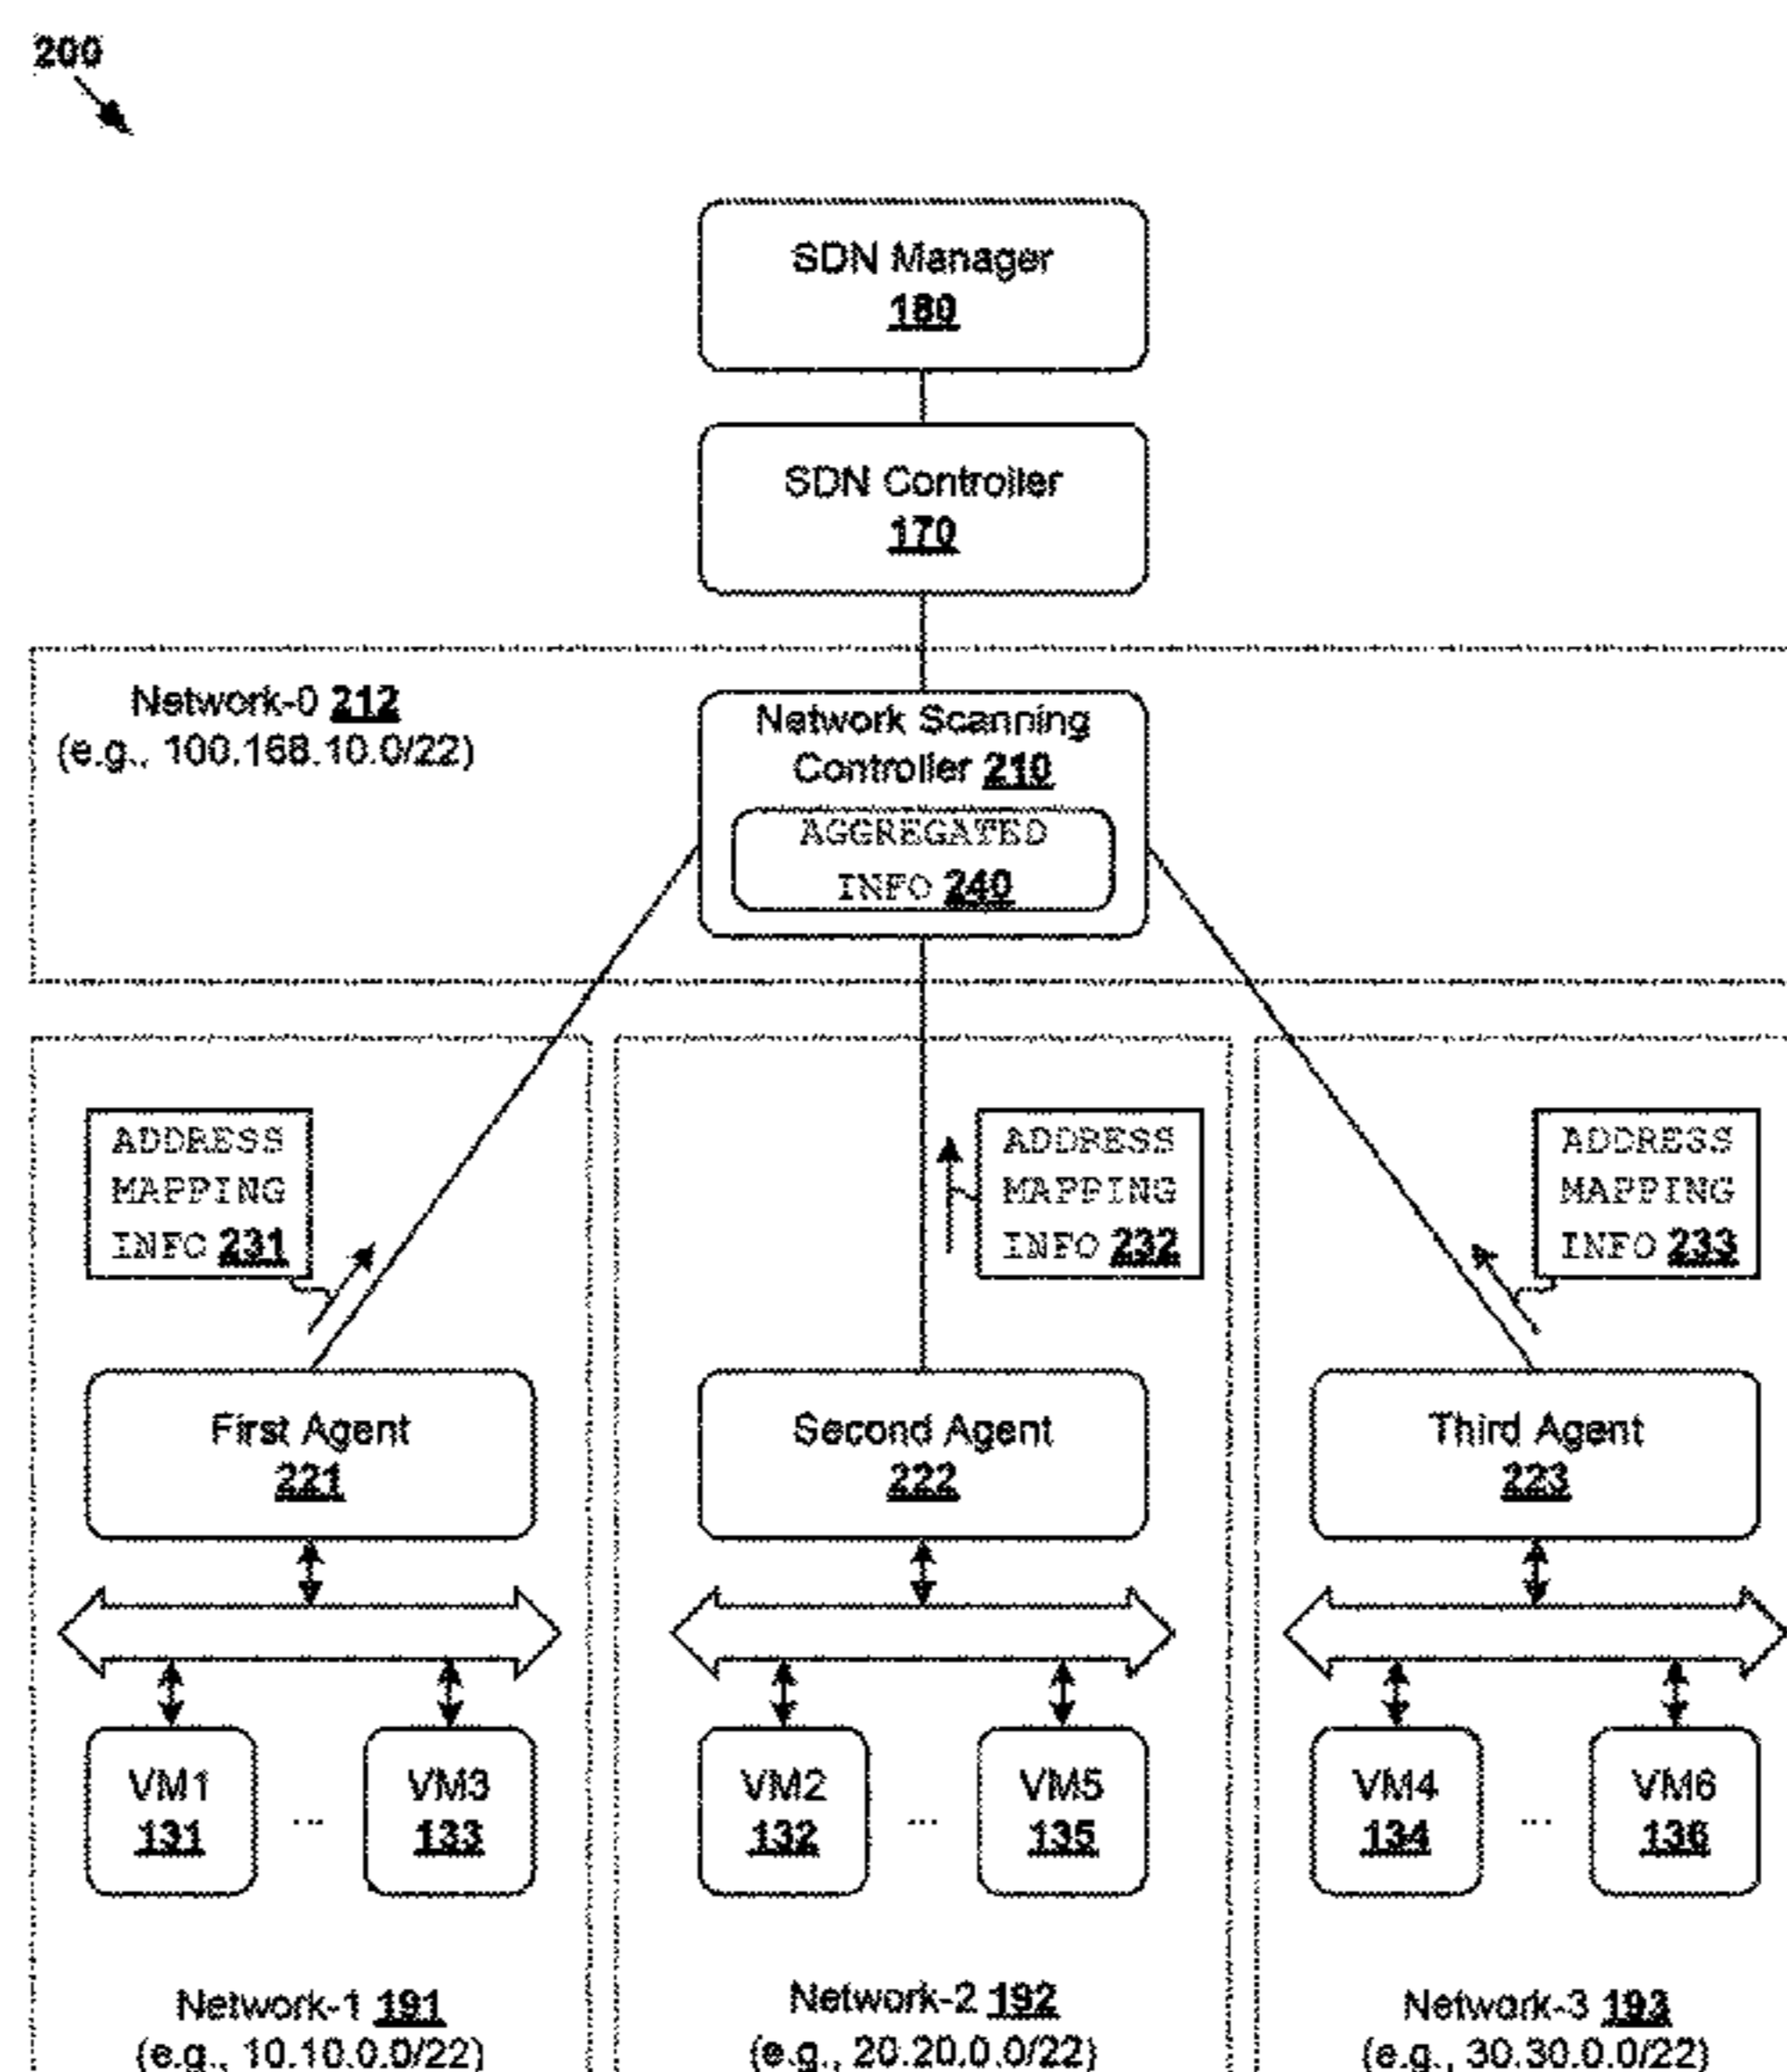 200
SDN Manager
180
SDN Controller
170
Network-0 212
(e.g., 100.168.10.0/22)
Network Scanning
Controller 210
AGGREGATED
INFO 240
ADDRESS
MAPPING
INFO 231
ADDRESS
MAPPING
INFO 232
ADDRESS
MAPPING
INFO 233
First Agent
221
Second Agent
222
Third Agent
223
VM1
131
...
VM3
133
VM2
132
...
VM5
135
VM4
134
...
VM6
136
Network-1 191
(e.g., 10.10.0.0/22)
Network-2 192
(e.g., 20.20.0.0/22)
Network-3 193
(e.g., 30.30.0.0/22)